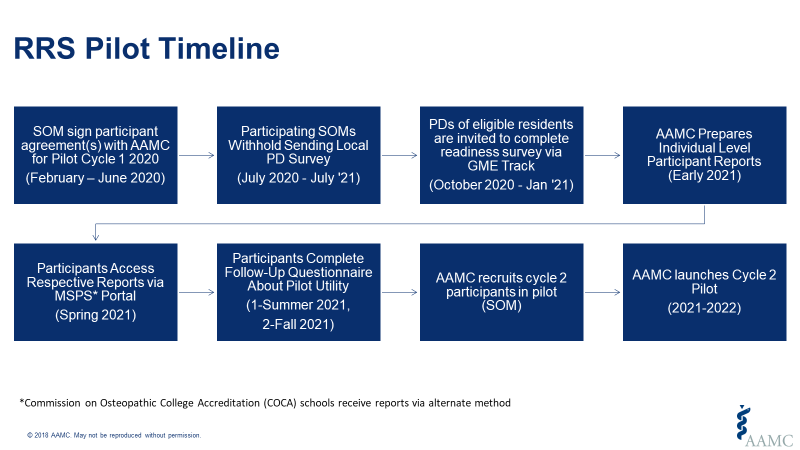 RRS Pilot Timeline
SOM sign participant
agreement(s) with AAMC
for Pilot Cycle 1 2020
(February – June 2020)
Participating SOMs
Withhold Sending Local
PD Survey
(July 2020 - July '21)
PDs of eligible residents
are invited to complete
readiness survey via
GME Track
(October 2020 - Jan '21)
AAMC Prepares
Individual Level
Participant Reports
(Early 2021)
Participants Access
Respective Reports via
MSPS* Portal
(Spring 2021)
Participants Complete
Follow-Up Questionnaire
About Pilot Utility
(1-Summer 2021,
2-Fall 2021)
AAMC recruits cycle 2
participants in pilot
(SOM)
AAMC launches Cycle 2
Pilot
(2021-2022)
*Commission on Osteopathic College Accreditation (COCA) schools receive reports via alternate method
© 2018 AAMC. May not be reproduced without permission.
AAMC